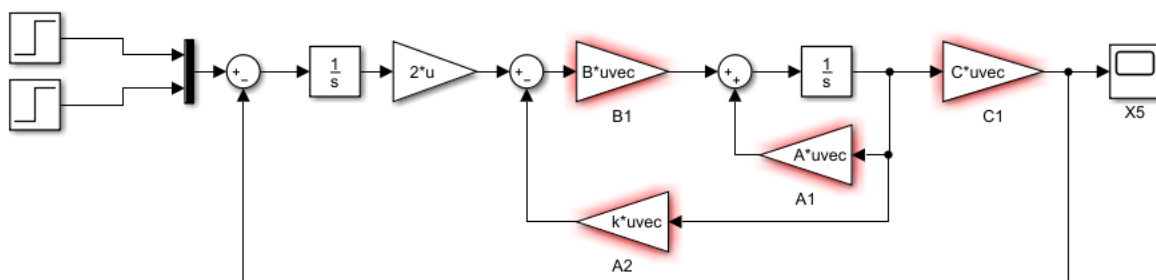 +
−
1
s
2*u
+
−
B*uvec
B1
+
+
1
s
C*uvec
C1
X5
A*uvec
A1
k*uvec
A2